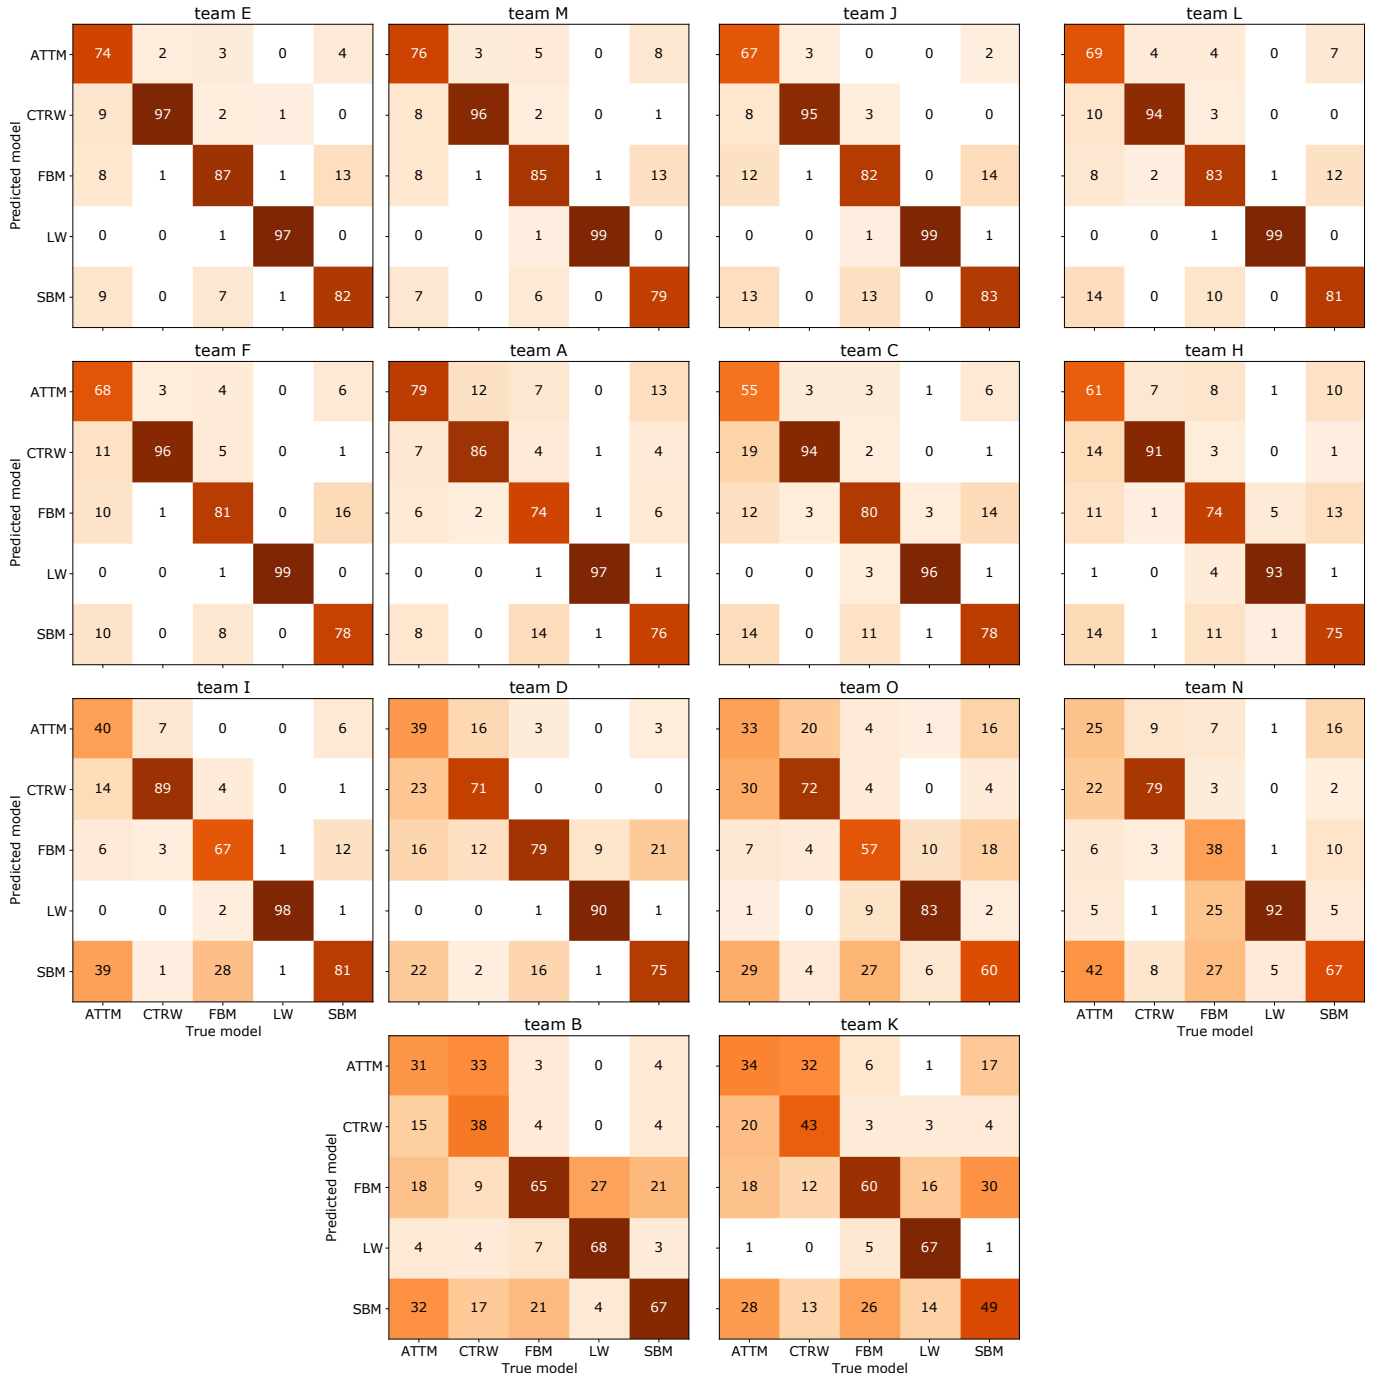 team E team M team J team L
ATTM 74 2 3 0 4 76 3 5 0 8 67 3 0 0 2 69 4 4 0 7
CTRW 9 97 2 1 0 8 96 2 0 1 8 95 3 0 0 10 94 3 0 0
Predicted model
FBM 8 1 87 1 13 8 1 85 1 13 12 1 82 0 14 8 2 83 1 12
LW 0 0 1 97 0 0 0 1 99 0 0 0 1 99 1 0 0 1 99 0
SBM 9 0 7 1 82 7 0 6 0 79 13 0 13 0 83 14 0 10 0 81
team F team A team C team H
ATTM 68 3 4 0 6 79 12 7 0 13 55 3 3 1 6 61 7 8 1 10
CTRW 11 96 5 0 1 7 86 4 1 4 19 94 2 0 1 14 91 3 0 1
Predicted model
FBM 10 1 81 0 16 6 2 74 1 6 12 3 80 3 14 11 1 74 5 13
LW 0 0 1 99 0 0 0 1 97 1 0 0 3 96 1 1 0 4 93 1
SBM 10 0 8 0 78 8 0 14 1 76 14 0 11 1 78 14 1 11 1 75
team I team D team O team N
ATTM 40 7 0 0 6 39 16 3 0 3 33 20 4 1 16 25 9 7 1 16
CTRW 14 89 4 0 1 23 71 0 0 0 30 72 4 0 4 22 79 3 0 2
Predicted model
FBM 6 3 67 1 12 16 12 79 9 21 7 4 57 10 18 6 3 38 1 10
LW 0 0 2 98 1 0 0 1 90 1 1 0 9 83 2 5 1 25 92 5
SBM 39 1 28 1 81 22 2 16 1 75 29 4 27 6 60 42 8 27 5 67
ATTM CTRW FBM LW SBM ATTM CTRW FBM LW SBM
True model True model
team B team K
ATTM 31 33 3 0 4 34 32 6 1 17
CTRW 15 38 4 0 4 20 43 3 3 4
Predicted model
FBM 18 9 65 27 21 18 12 60 16 30
LW 4 4 7 68 3 1 0 5 67 1
SBM 32 17 21 4 67 28 13 26 14 49
ATTM CTRW FBM LW SBM ATTM CTRW FBM LW SBM
True model True model